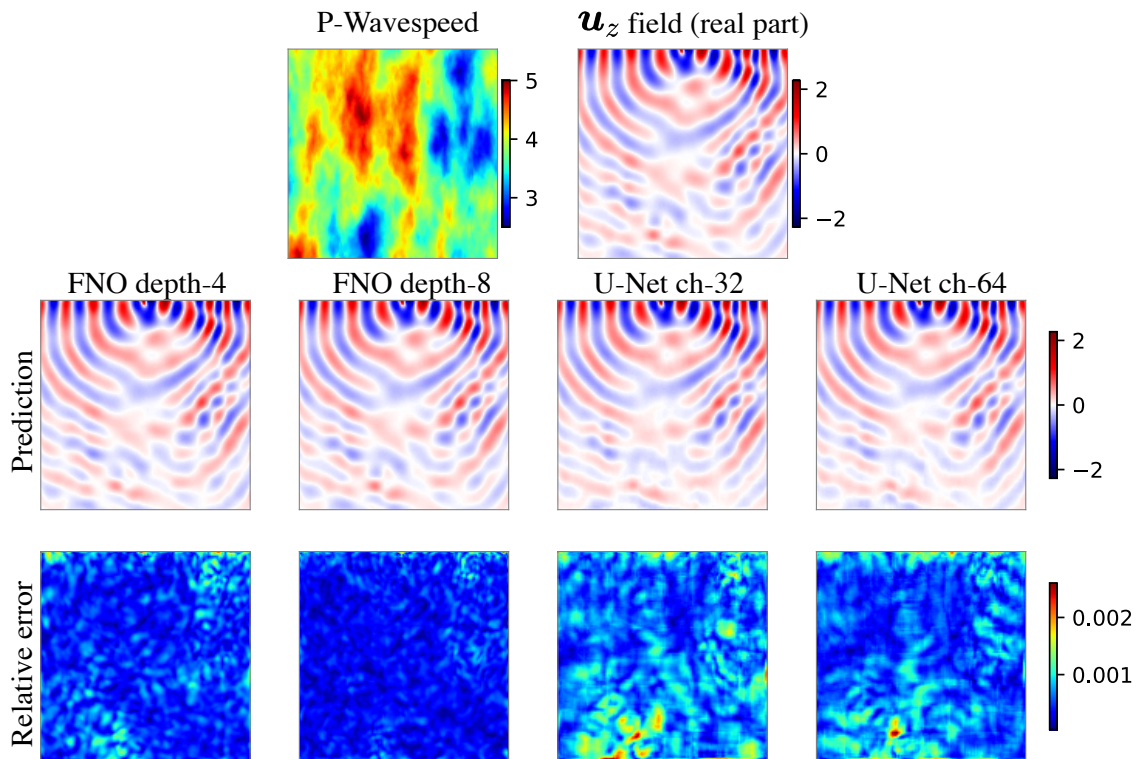 P-Wavespeed
u_z field (real part)
5
4
3
2
0
−2
FNO depth-4
FNO depth-8
U-Net ch-32
U-Net ch-64
Prediction
2
0
−2
Relative error
0.002
0.001